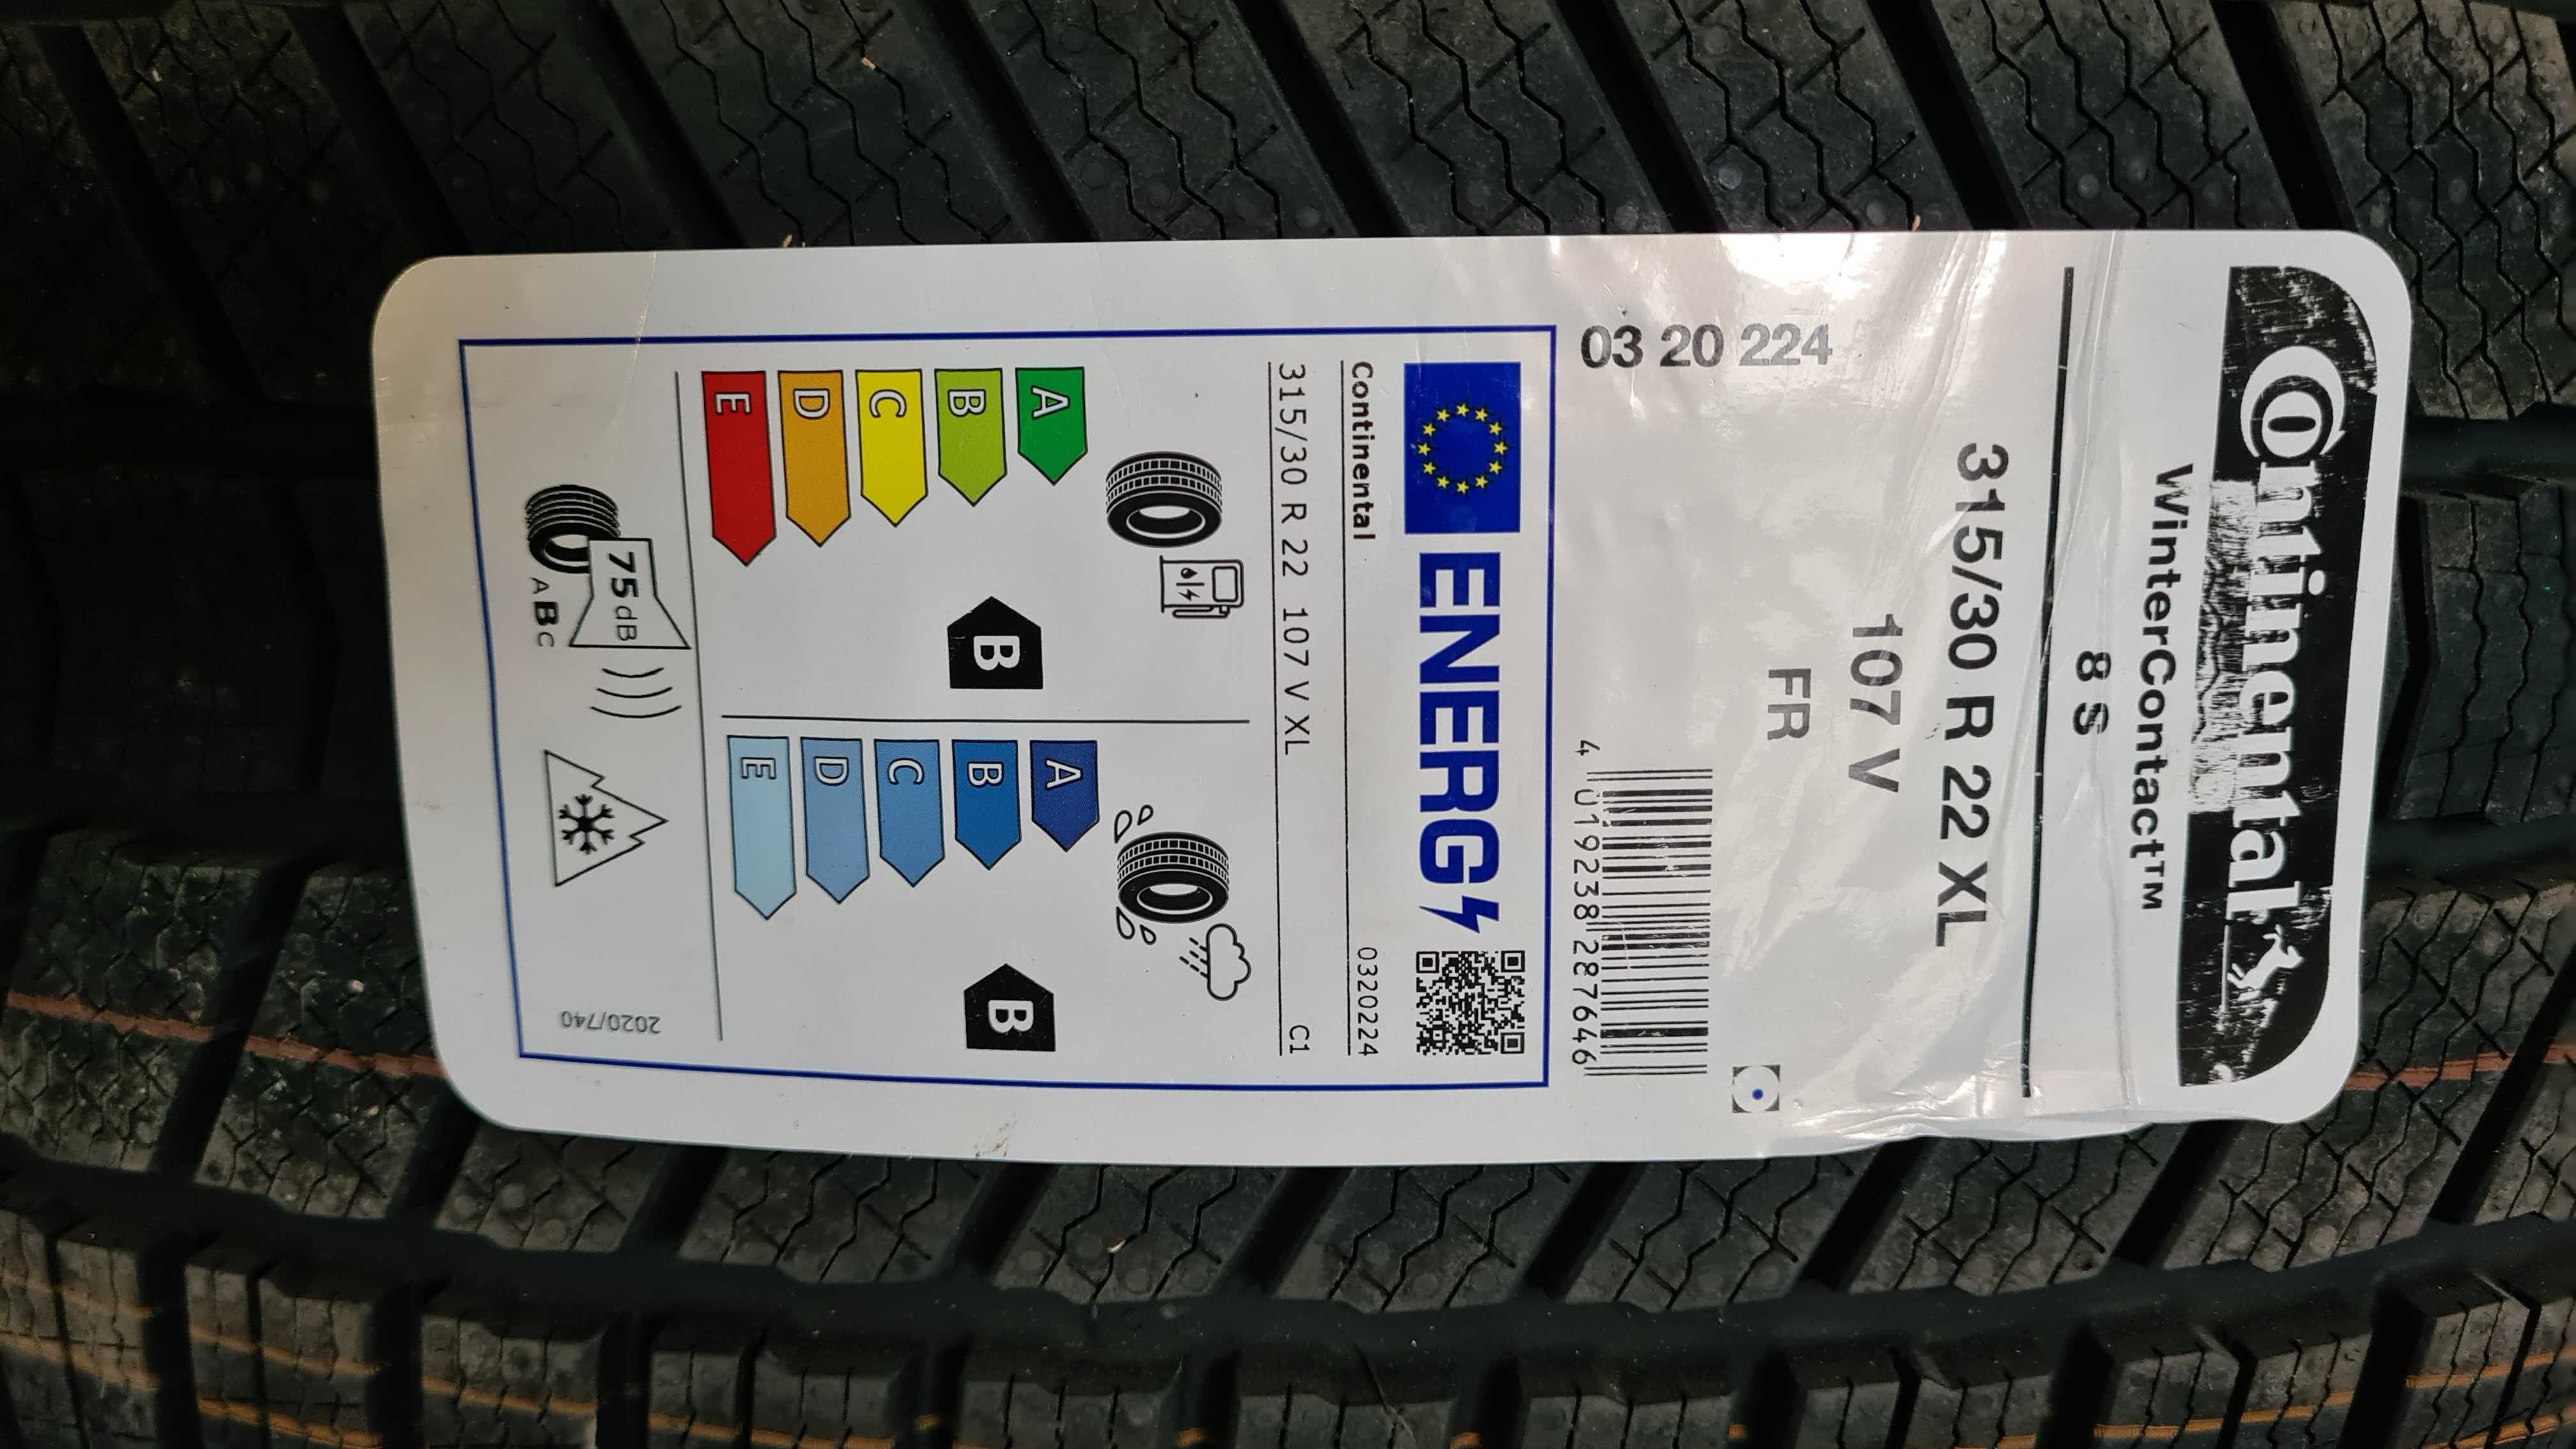 Continental
WinterContact™
8 S
315/30 R 22 XL
107 V
FR
03 20 224
4 019238 287646
ENERG
Continental 0320224
315/30 R 22 107 V XL C1
A
B
C
D
E
B
A
B
C
D
E
B
75 dB
ABC
2020/740